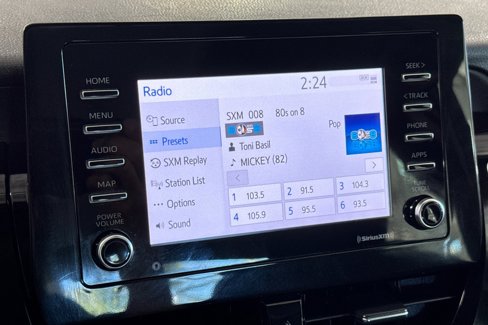 HOME
MENU
AUDIO
MAP
POWER
VOLUME
Radio
2:24
Source
Presets
SXM Replay
Station List
Options
Sound
SXM 008 80s on 8
Pop
Toni Basil
MICKEY (82)
1 103.5
2 91.5
3 104.3
4 105.9
5 95.5
6 93.5
SEEK >
< TRACK
PHONE
APPS
SCROLL
SiriusXM